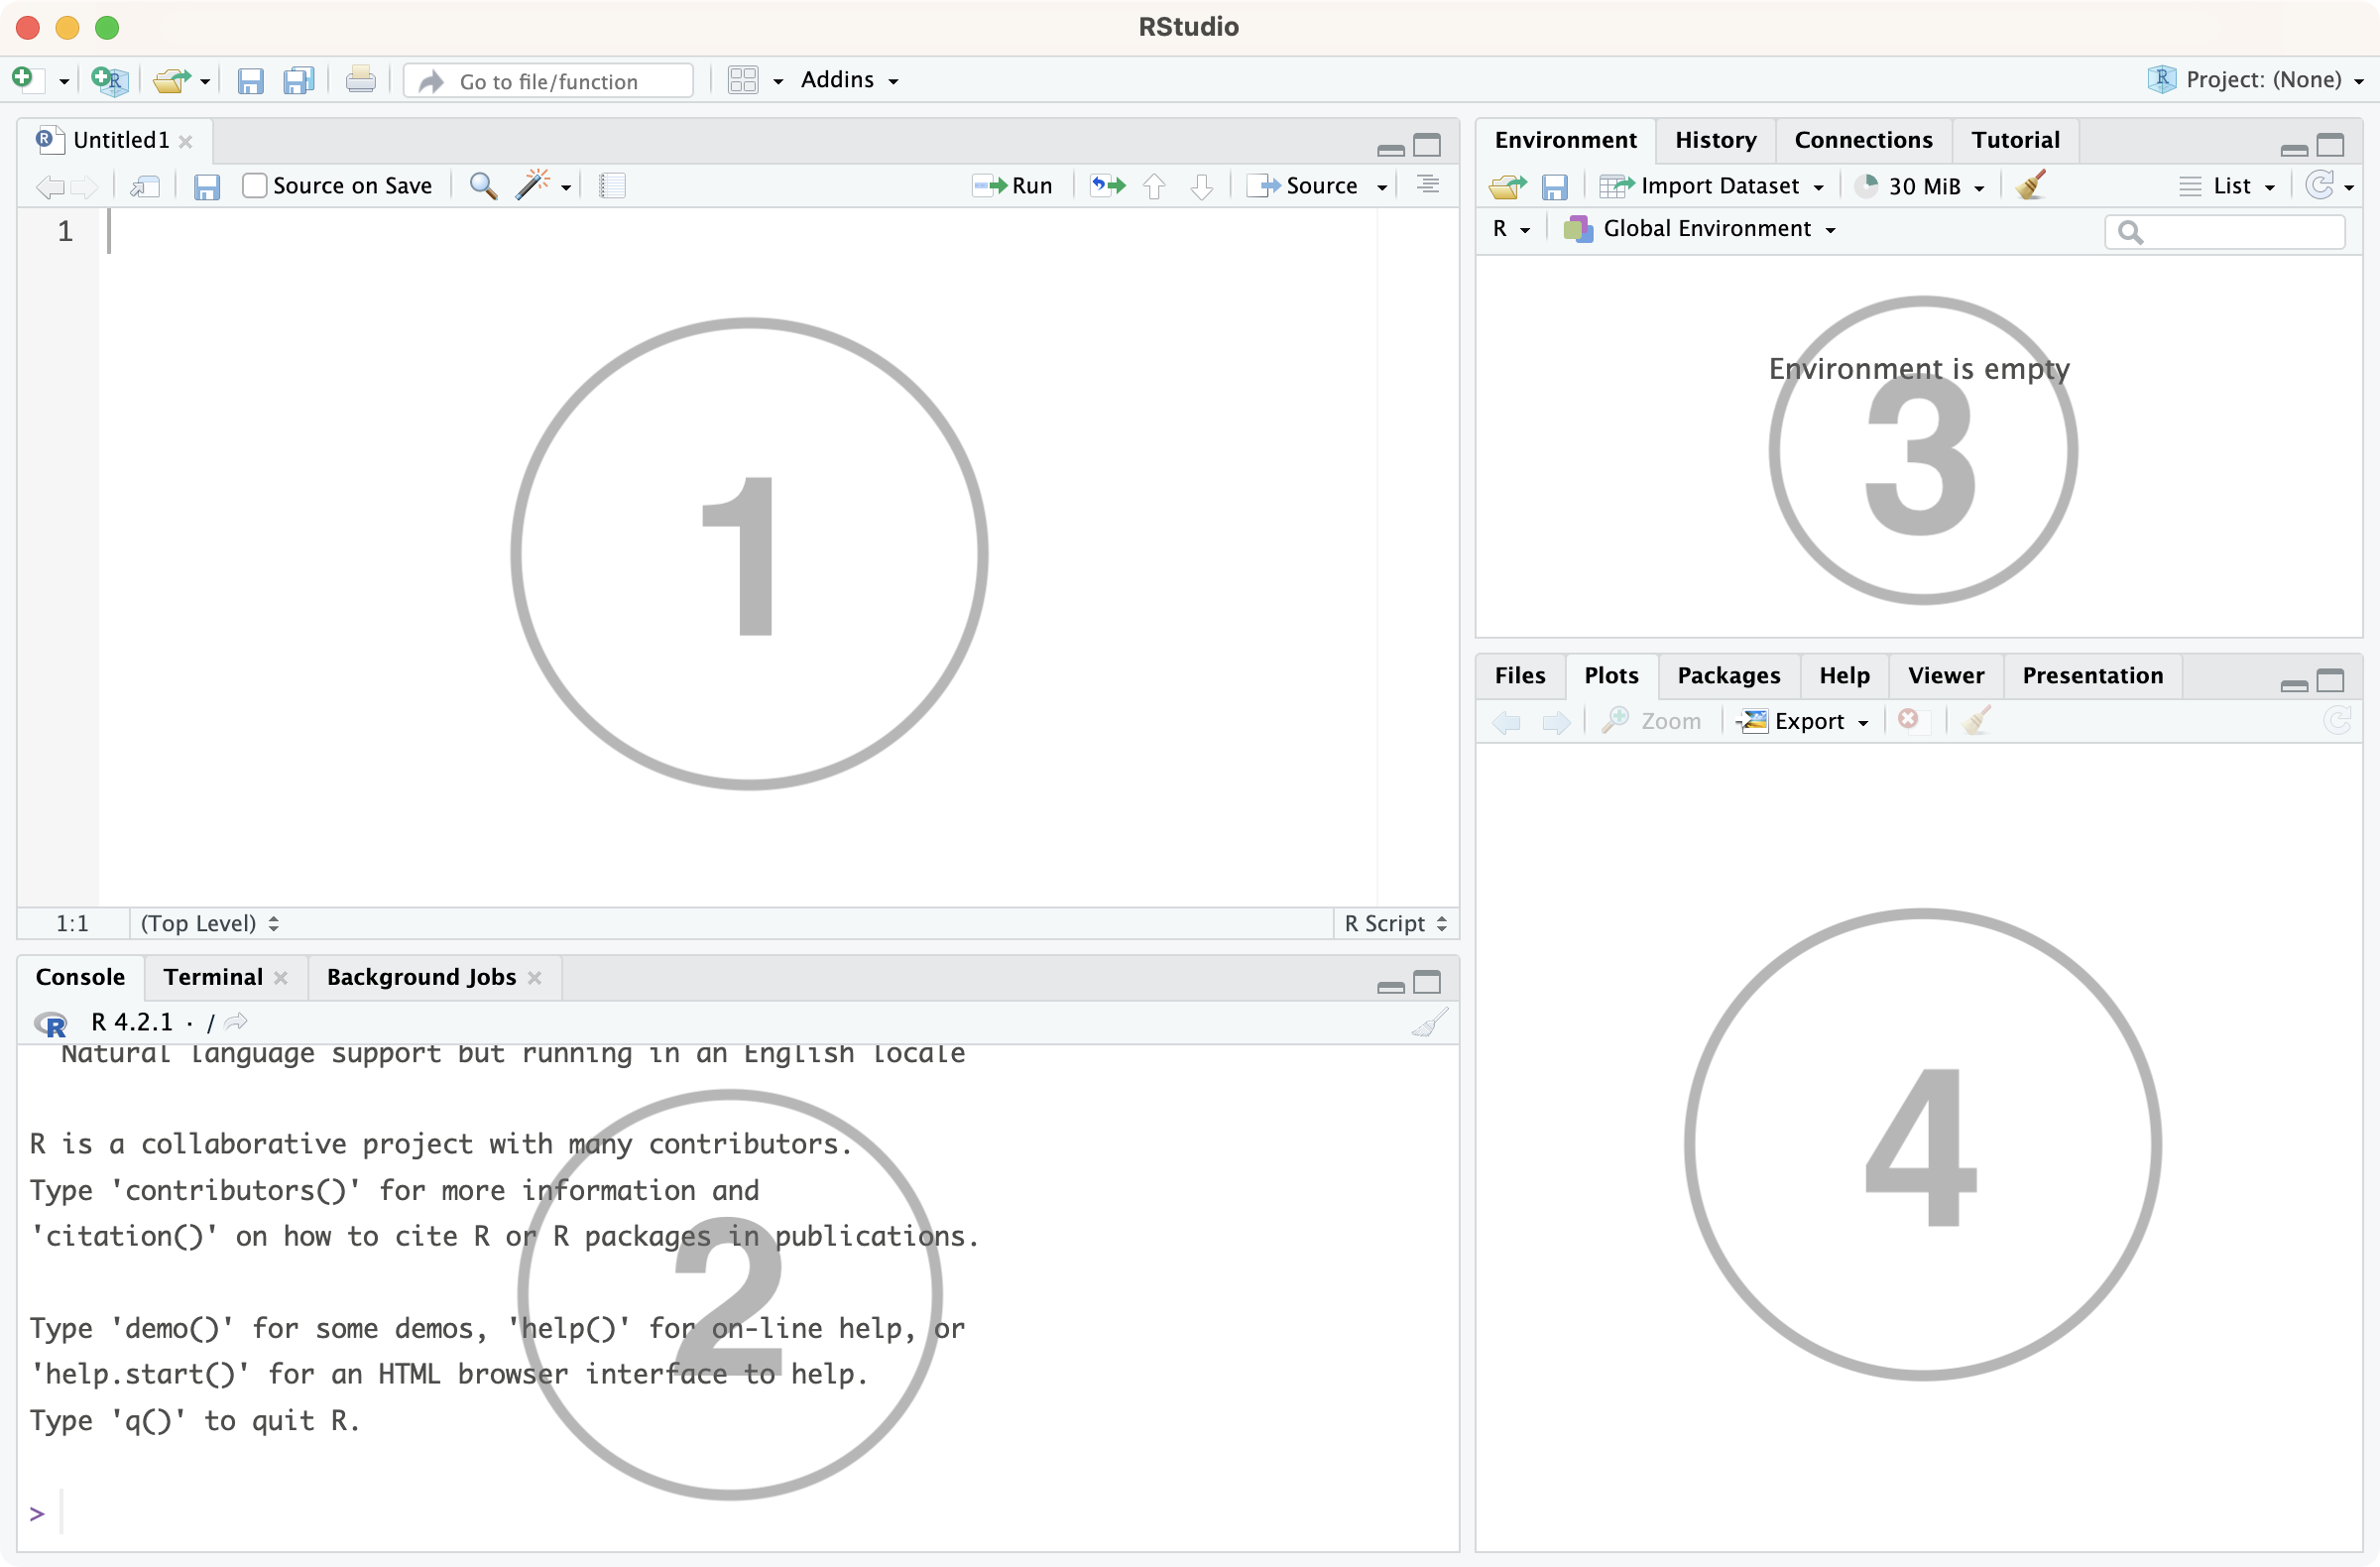 RStudio
Go to file/function
Addins
Project: (None)
Untitled1
Source on Save
Run
Source
1
1
1:1
(Top Level)
R Script
Console
Terminal
Background Jobs
R 4.2.1 · /
Natural language support but running in an English locale
R is a collaborative project with many contributors.
Type 'contributors()' for more information and
'citation()' on how to cite R or R packages in publications.
2
Type 'demo()' for some demos, 'help()' for on-line help, or
'help.start()' for an HTML browser interface to help.
Type 'q()' to quit R.
>
Environment
History
Connections
Tutorial
Import Dataset
30 MiB
List
R
Global Environment
Environment is empty
3
Files
Plots
Packages
Help
Viewer
Presentation
Zoom
Export
4